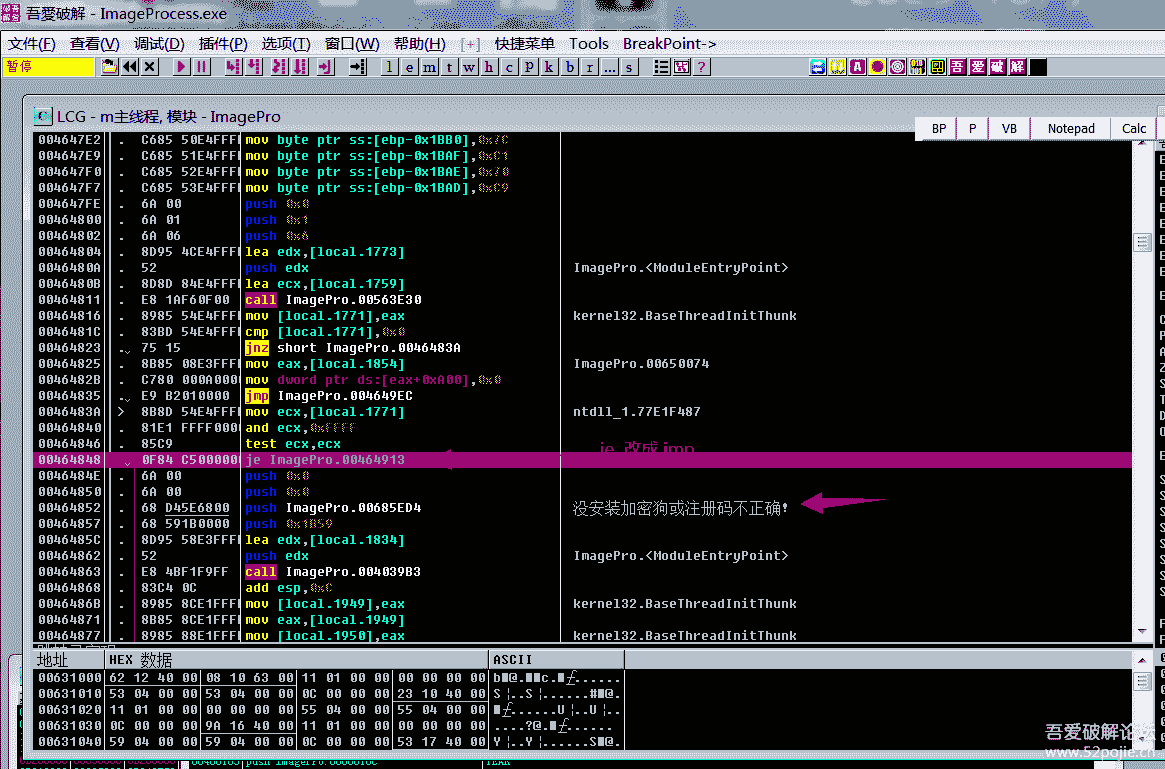 吾爱破解 - ImageProcess.exe
文件(F) 查看(V) 调试(D) 插件(P) 选项(T) 窗口(W) 帮助(H) [+] 快捷菜单 Tools BreakPoint->
暂停 l e m t w h c p k b r ... s ? A 吾 爱 破 解
LCG - m主线程, 模块 - ImagePro
BP P VB Notepad Calc
004647E2 . C685 50E4FFFF mov byte ptr ss:[ebp-0x1BB0],0x7C
004647E9 . C685 51E4FFFF mov byte ptr ss:[ebp-0x1BAF],0xC1
004647F0 . C685 52E4FFFF mov byte ptr ss:[ebp-0x1BAE],0x70
004647F7 . C685 53E4FFFF mov byte ptr ss:[ebp-0x1BAD],0xC9
004647FE . 6A 00 push 0x0
00464800 . 6A 01 push 0x1
00464802 . 6A 06 push 0x6
00464804 . 8D95 4CE4FFFF lea edx,[local.1773]
0046480A . 52 push edx ImagePro.<ModuleEntryPoint>
0046480B . 8D8D 84E4FFFF lea ecx,[local.1759]
00464811 . E8 1AF60F00 call ImagePro.00563E30
00464816 . 8985 54E4FFFF mov [local.1771],eax kernel32.BaseThreadInitThunk
0046481C . 83BD 54E4FFFF cmp [local.1771],0x0
00464823 . 75 15 jnz short ImagePro.0046483A
00464825 . 8B85 08E3FFFF mov eax,[local.1854] ImagePro.00650074
0046482B . C780 000A0000 mov dword ptr ds:[eax+0xA00],0x0
00464835 . E9 B2010000 jmp ImagePro.004649EC
0046483A > 8B8D 54E4FFFF mov ecx,[local.1771] ntdll_1.77E1F487
00464840 . 81E1 FFFF0000 and ecx,0xFFFF
00464846 . 85C9 test ecx,ecx
je 改成 jmp
00464848 . 0F84 C5000000 je ImagePro.00464913
0046484E . 6A 00 push 0x0
00464850 . 6A 00 push 0x0
00464852 . 68 D45E6800 push ImagePro.00685ED4 没安装加密狗或注册码不正确!
00464857 . 68 591B0000 push 0x1B59
0046485C . 8D95 58E3FFFF lea edx,[local.1834]
00464862 . 52 push edx ImagePro.<ModuleEntryPoint>
00464863 . E8 4BF1F9FF call ImagePro.004039B3
00464868 . 83C4 0C add esp,0xC
0046486B . 8985 8CE1FFFF mov [local.1949],eax kernel32.BaseThreadInitThunk
00464871 . 8B85 8CE1FFFF mov eax,[local.1949]
00464877 . 8985 88E1FFFF mov [local.1950],eax kernel32.BaseThreadInitThunk
地址 HEX 数据 ASCII
00631000 62 12 40 00 08 10 63 00 11 01 00 00 00 00 00 00
00631010 53 04 00 00 53 04 00 00 0C 00 00 00 23 10 40 00
00631020 11 01 00 00 00 00 00 00 55 04 00 00 55 04 00 00
00631030 0C 00 00 00 9A 16 40 00 11 01 00 00 00 00 00 00
00631040 59 04 00 00 59 04 00 00 0C 00 00 00 53 17 40 00
吾爱破解论坛
www.52pojie.cn